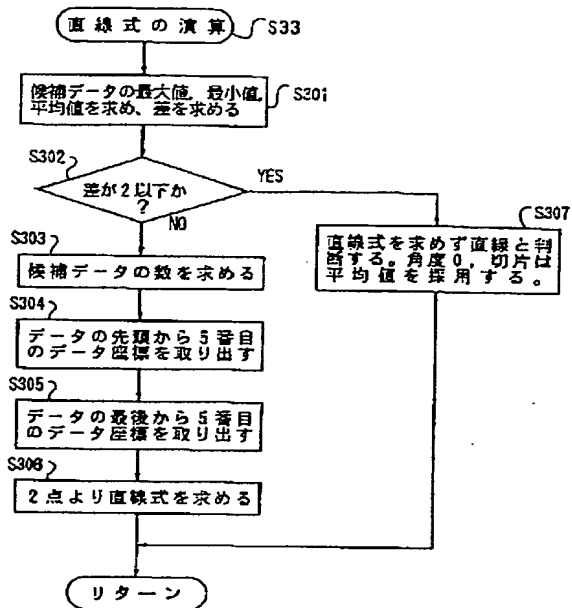 直線式の演算 S33
候補データの最大値、最小値、
平均値を求め、差を求める
S301
S302
差が2以下か
?
YES
NO
S303
候補データの数を求める
S304
データの先頭から5番目
のデータ座標を取り出す
S305
データの最後から5番目
のデータ座標を取り出す
S306
2点より直線式を求める
S307
直線式を求めず直線と判
断する。角度0，切片は
平均値を採用する。
リターン